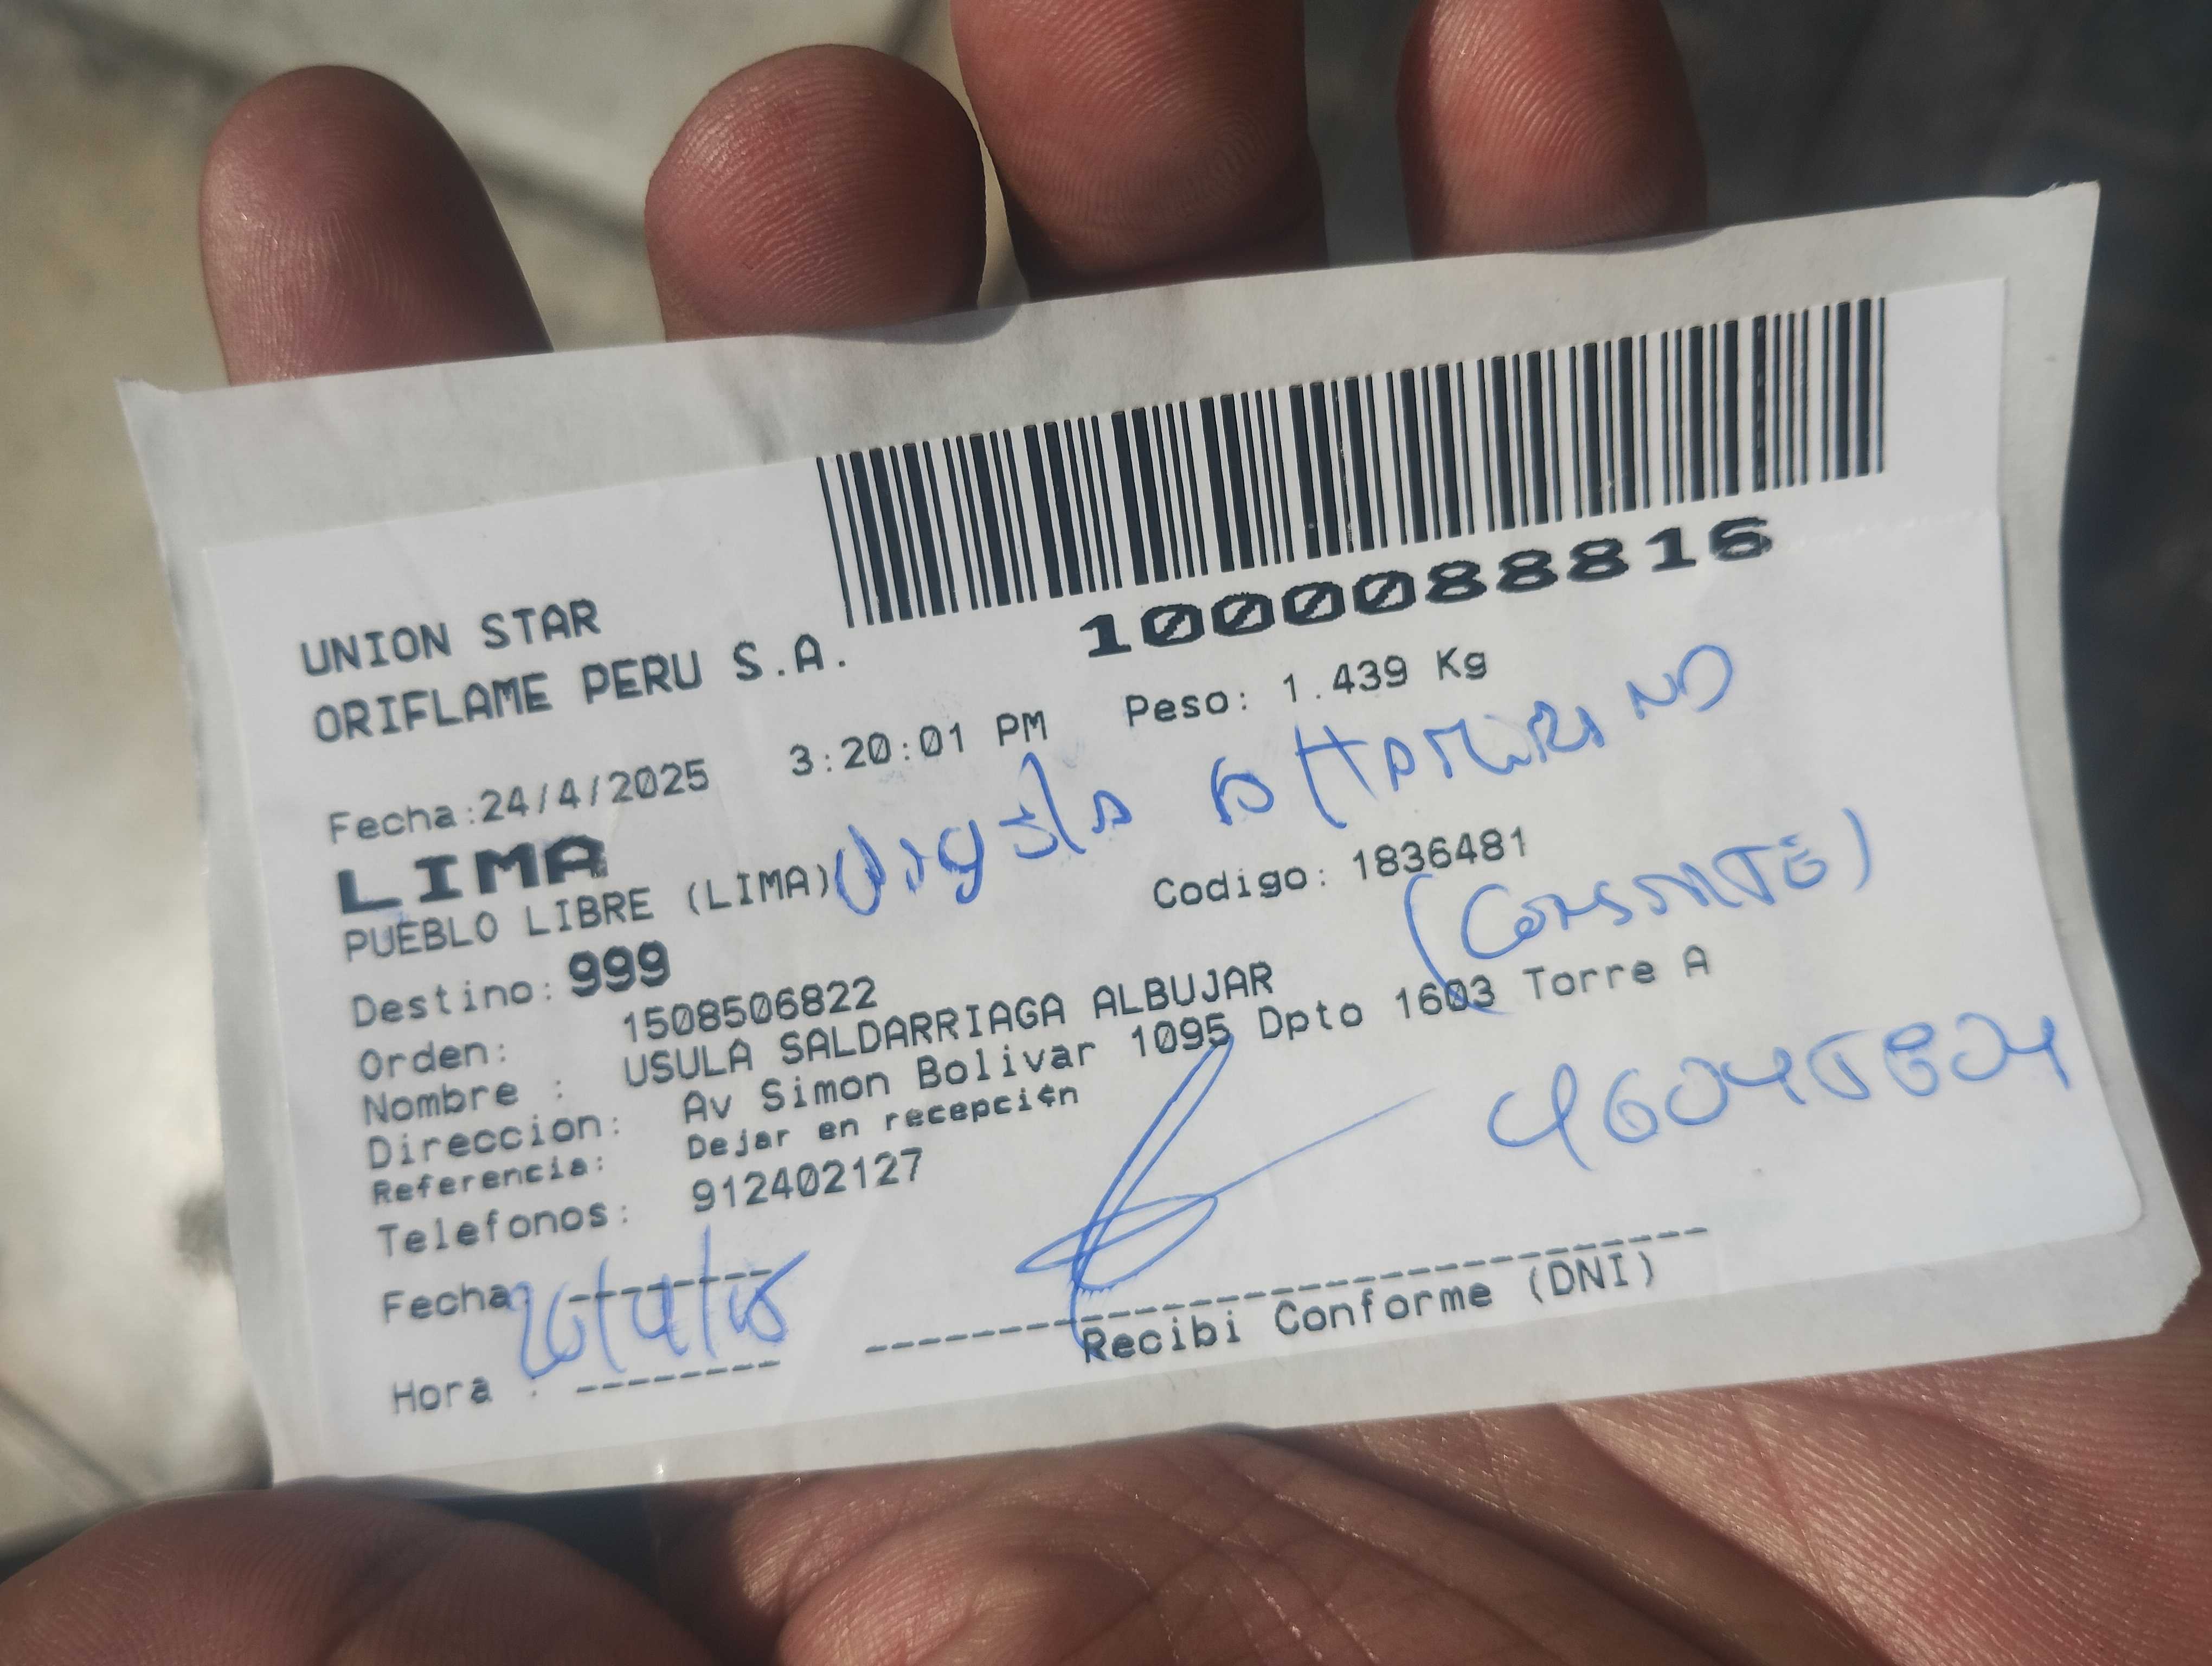 1000088816
UNION STAR
ORIFLAME PERU S.A.
Fecha:24/4/2025 3:20:01 PM Peso: 1.439 Kg
LIMA
PUEBLO LIBRE (LIMA)
Codigo: 1836481
Destino: 999
Orden: 1508506822
Nombre : USULA SALDARRIAGA ALBUJAR
Direccion: Av Simon Bolivar 1095 Dpto 1603 Torre A
Referencia: Dejar en recepci¢n
Telefonos: 912402127
Fecha:
Hora :
Recibi Conforme (DNI)